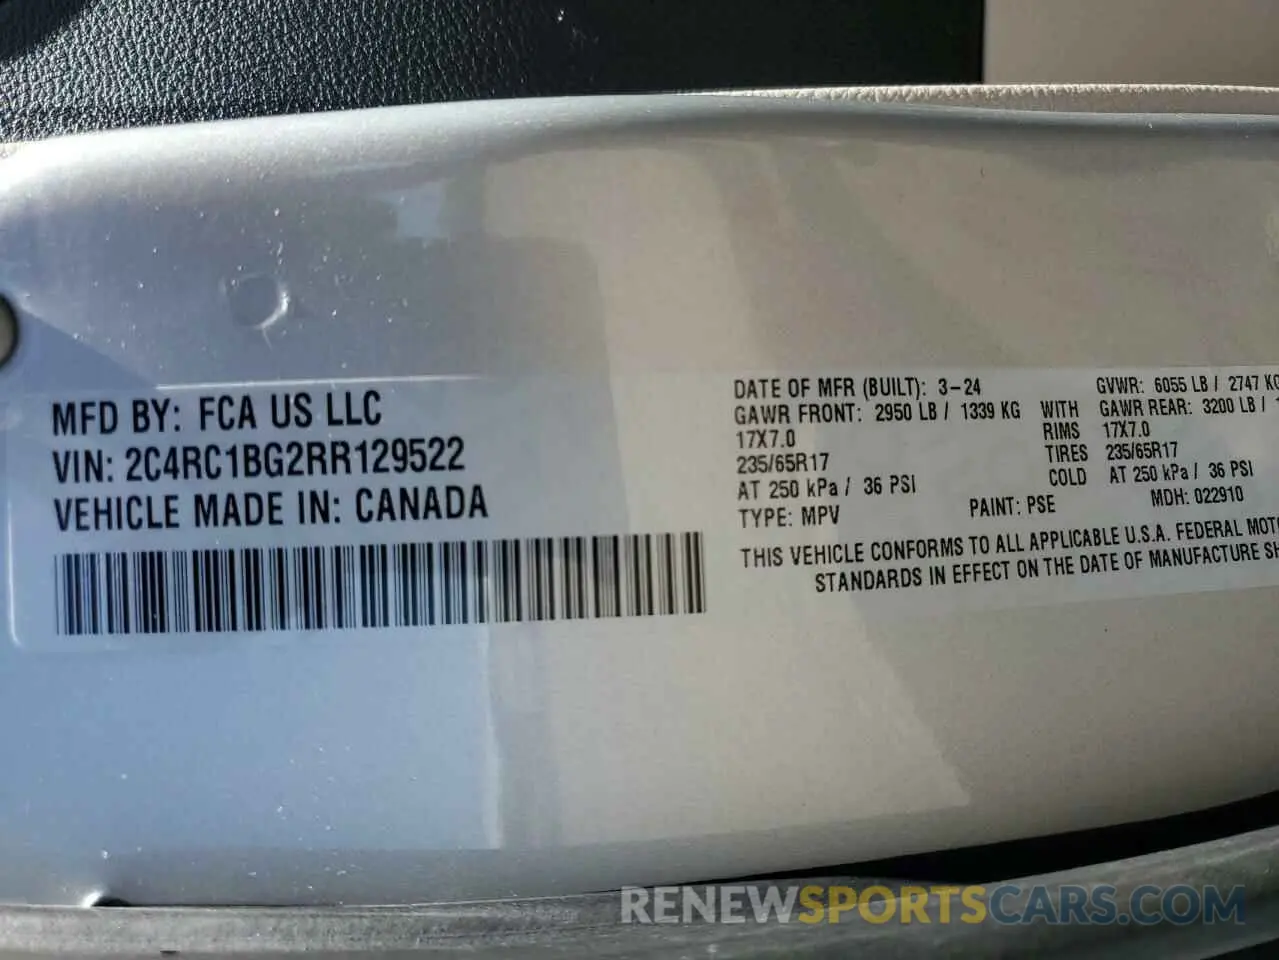 MFD BY: FCA US LLC
VIN: 2C4RC1BG2RR129522
VEHICLE MADE IN: CANADA
DATE OF MFR (BUILT): 3-24 GVWR: 6055 LB / 2747 KG
GAWR FRONT: 2950 LB / 1339 KG WITH GAWR REAR: 3200 LB /
17X7.0 RIMS 17X7.0
235/65R17 TIRES 235/65R17
AT 250 kPa / 36 PSI COLD AT 250 kPa / 36 PSI
TYPE: MPV PAINT: PSE MDH: 022910
THIS VEHICLE CONFORMS TO ALL APPLICABLE U.S.A. FEDERAL
STANDARDS IN EFFECT ON THE DATE OF MANUFACTURE
RENEWSPORTSCARS.COM